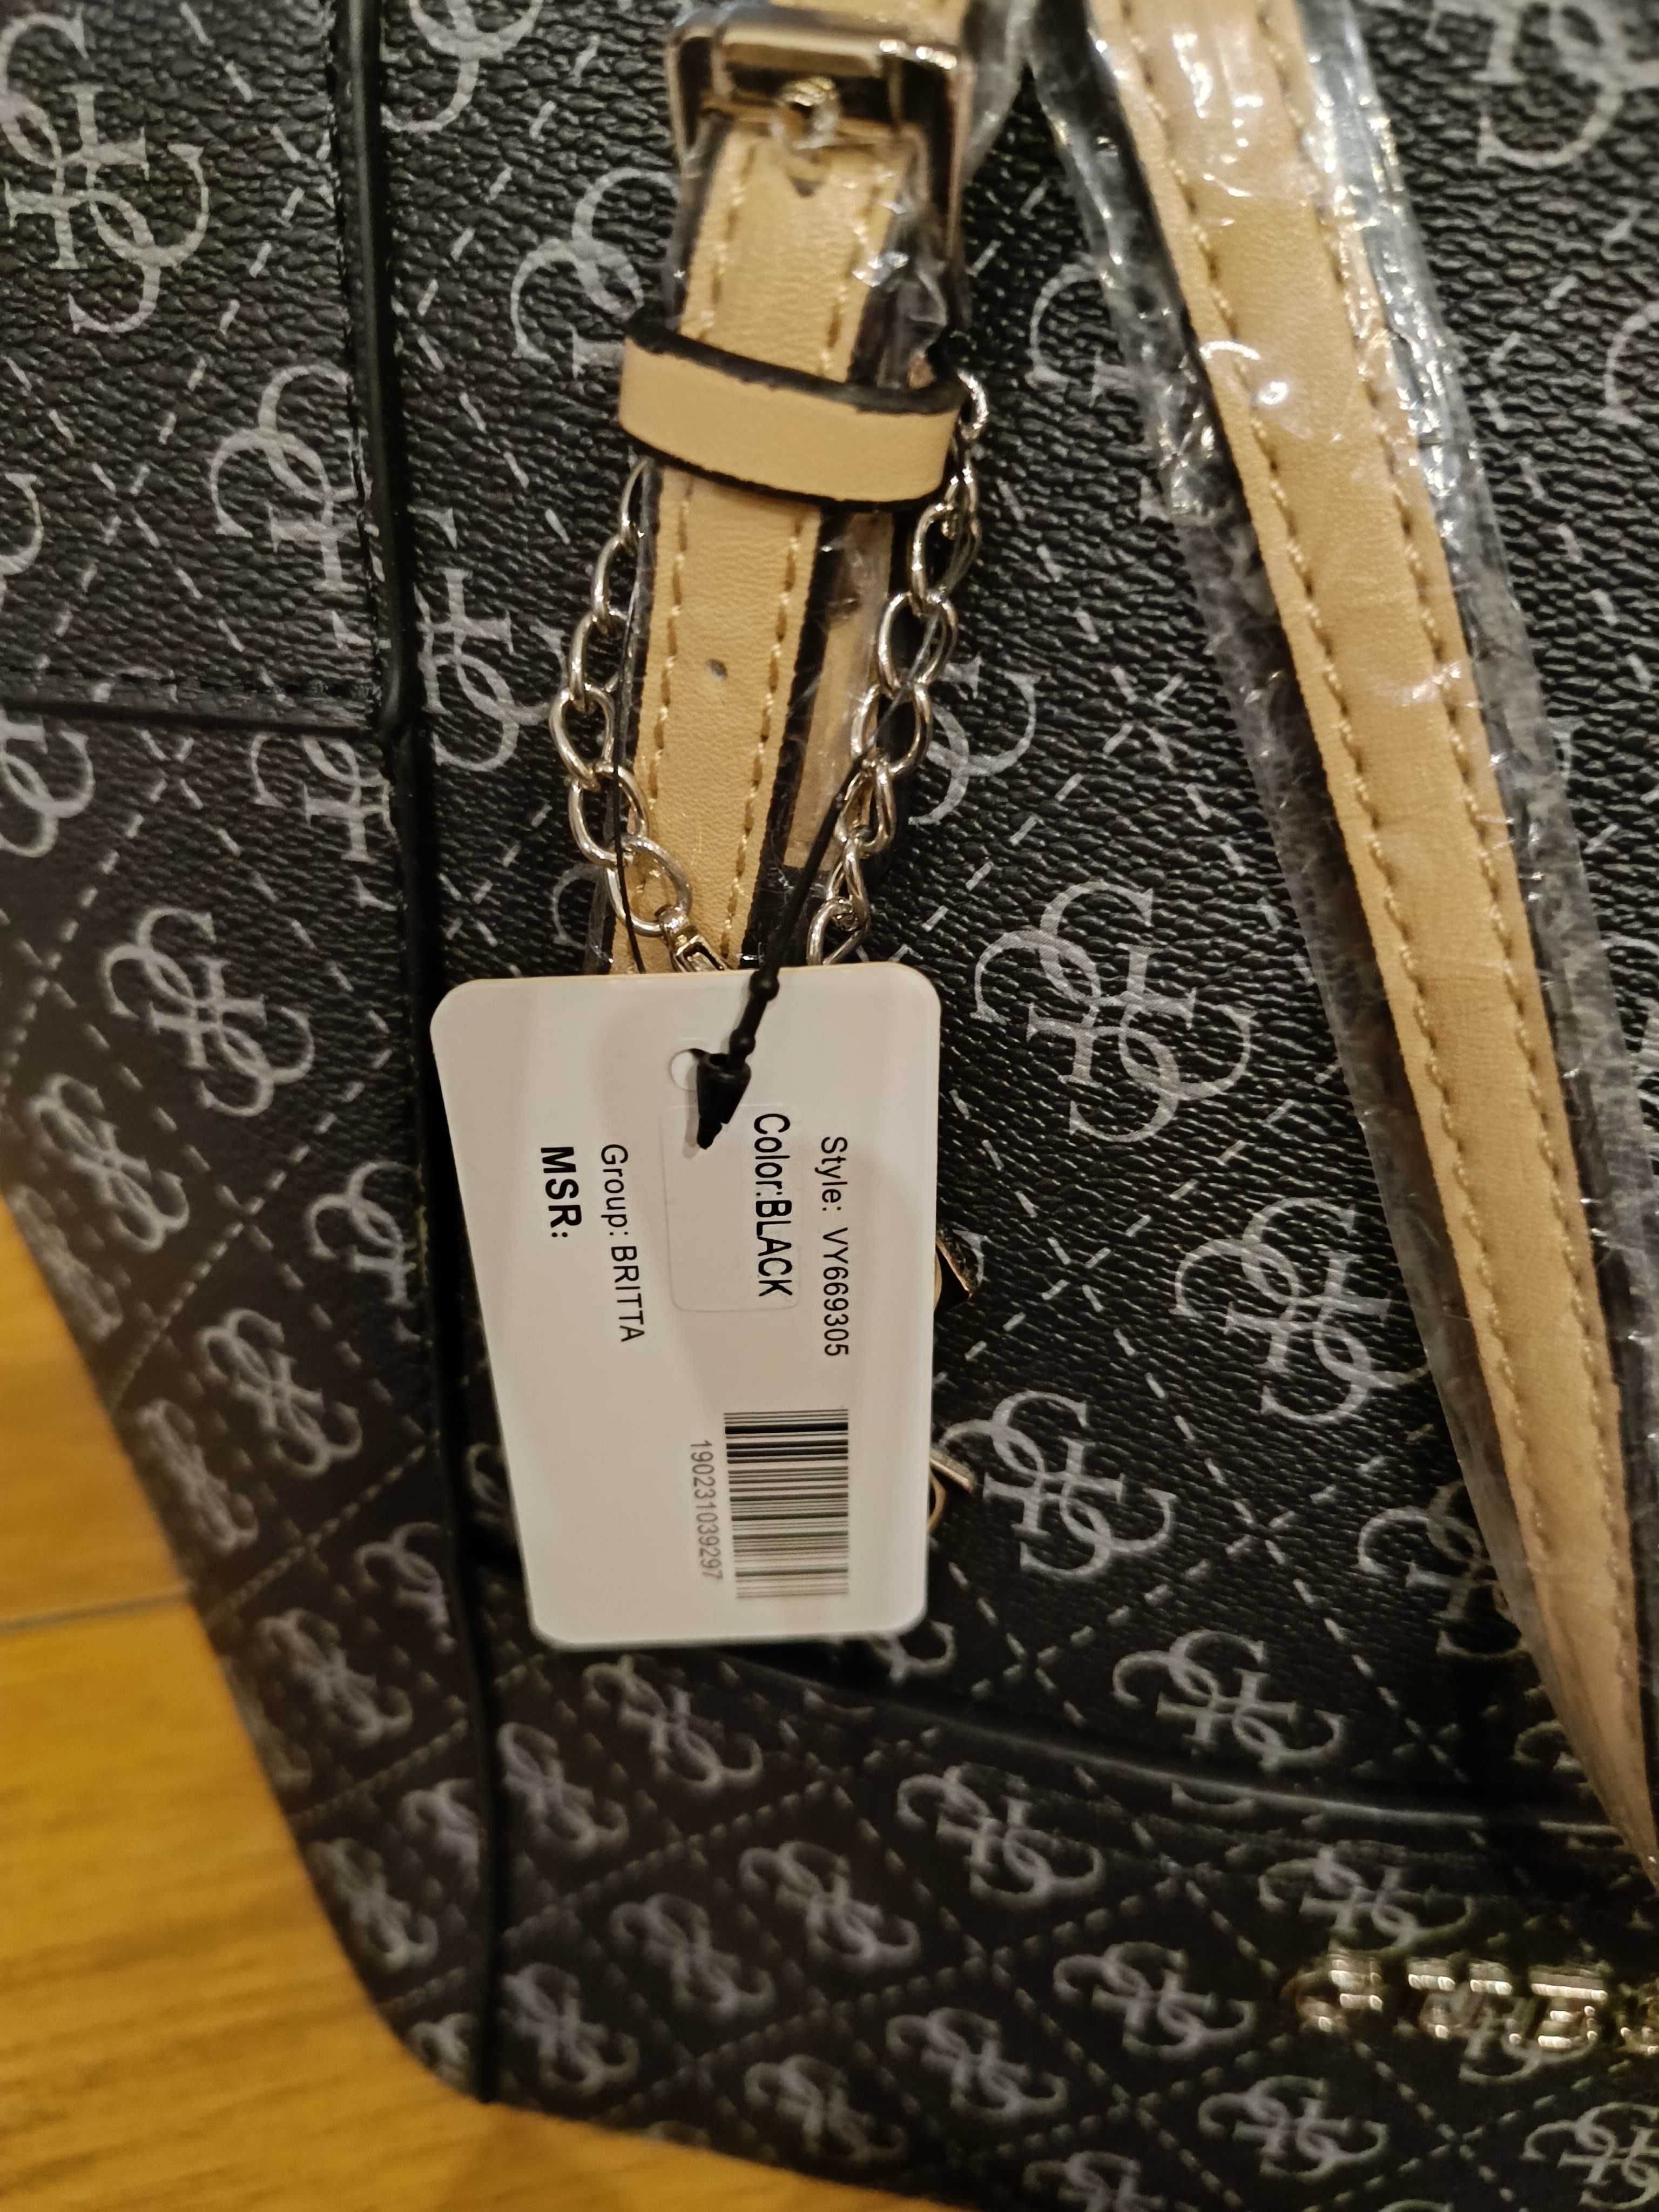 Style: VY669305
Color:BLACK
Group: BRITTA
MSR:
190231039297